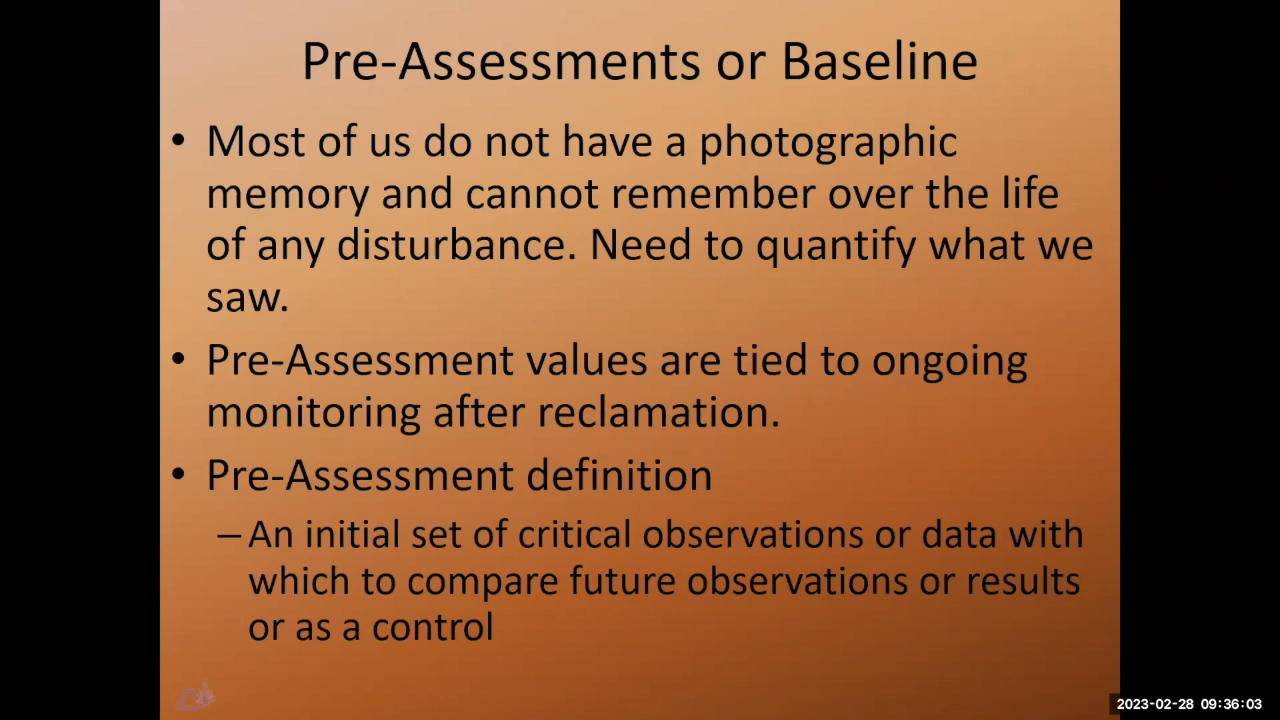 Pre-Assessments or Baseline
• Most of us do not have a photographic
memory and cannot remember over the life
of any disturbance. Need to quantify what we
saw.
• Pre-Assessment values are tied to ongoing
monitoring after reclamation.
• Pre-Assessment definition
– An initial set of critical observations or data with
which to compare future observations or results
or as a control
2023-02-28 09:36:03